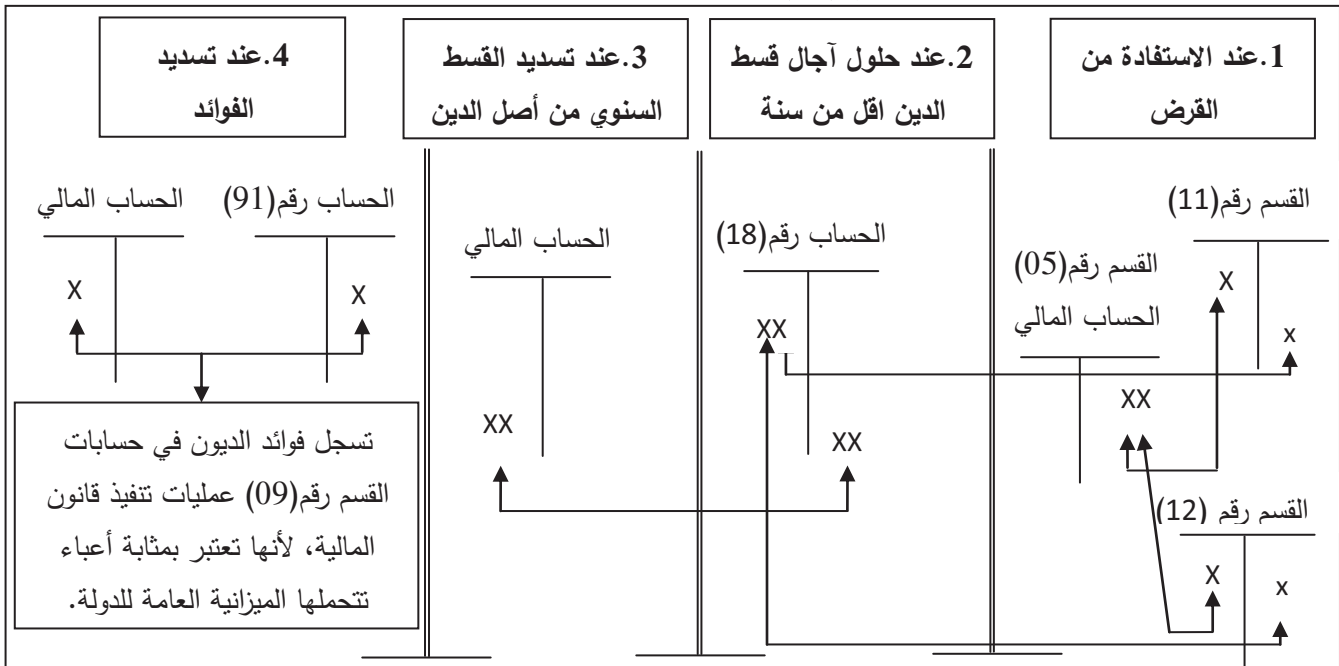 1.عند الاستفادة من
القرض
2.عند حلول آجال قسط
الدين اقل من سنة
3.عند تسديد القسط
السنوي من أصل الدين
4.عند تسديد
الفوائد
القسم رقم(11)
X
x
القسم رقم(05)
الحساب المالي
XX
القسم رقم (12)
X
x
الحساب رقم(18)
XX
XX
الحساب المالي
XX
الحساب رقم(91)
X
الحساب المالي
X
تسجل فوائد الديون في حسابات
القسم رقم(09) عمليات تنفيذ قانون
المالية، لأنها تعتبر بمثابة أعباء
تتحملها الميزانية العامة للدولة.